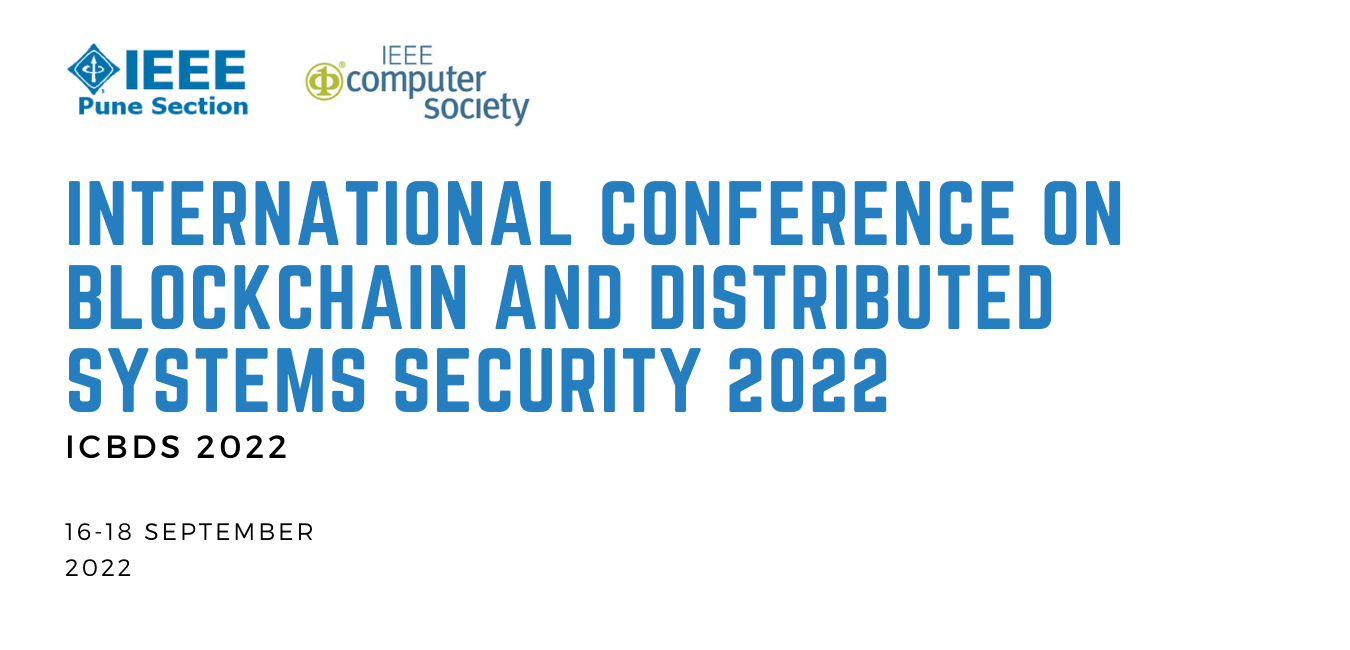 IEEE
Pune Section
IEEE
computer
society
INTERNATIONAL CONFERENCE ON
BLOCKCHAIN AND DISTRIBUTED
SYSTEMS SECURITY 2022
ICBDS 2022
16-18 SEPTEMBER
2022